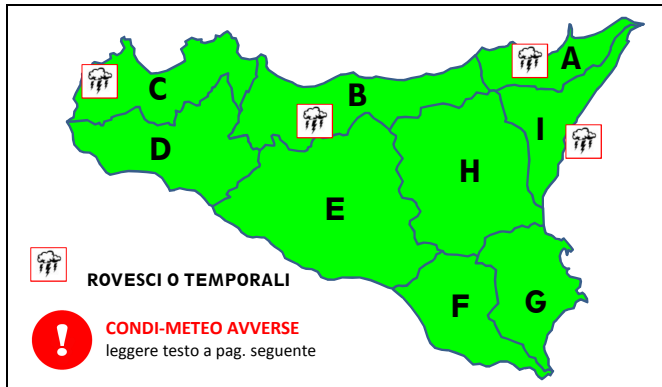 A
C
B
I
D
H
E
ROVESCI O TEMPORALI
F
G
!
CONDI-METEO AVVERSE
leggere testo a pag. seguente